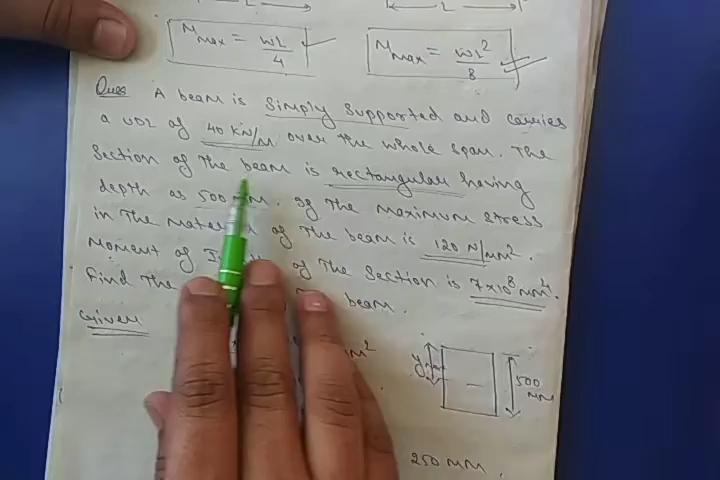 L L
Mmax = WL/4 Mmax = WL²/8
Ques A beam is Simply Supported and carries
a UDL of 40 KN/M over the whole span. The
Section of the beam is rectangular having
depth as 500 MM. If the maximum stress
in the Material of the beam is 120 N/MM².
Moment of of the Section is 7×10⁸ MM⁴.
Find the beam.
Given
M²
ymax
500
MM
250 MM.